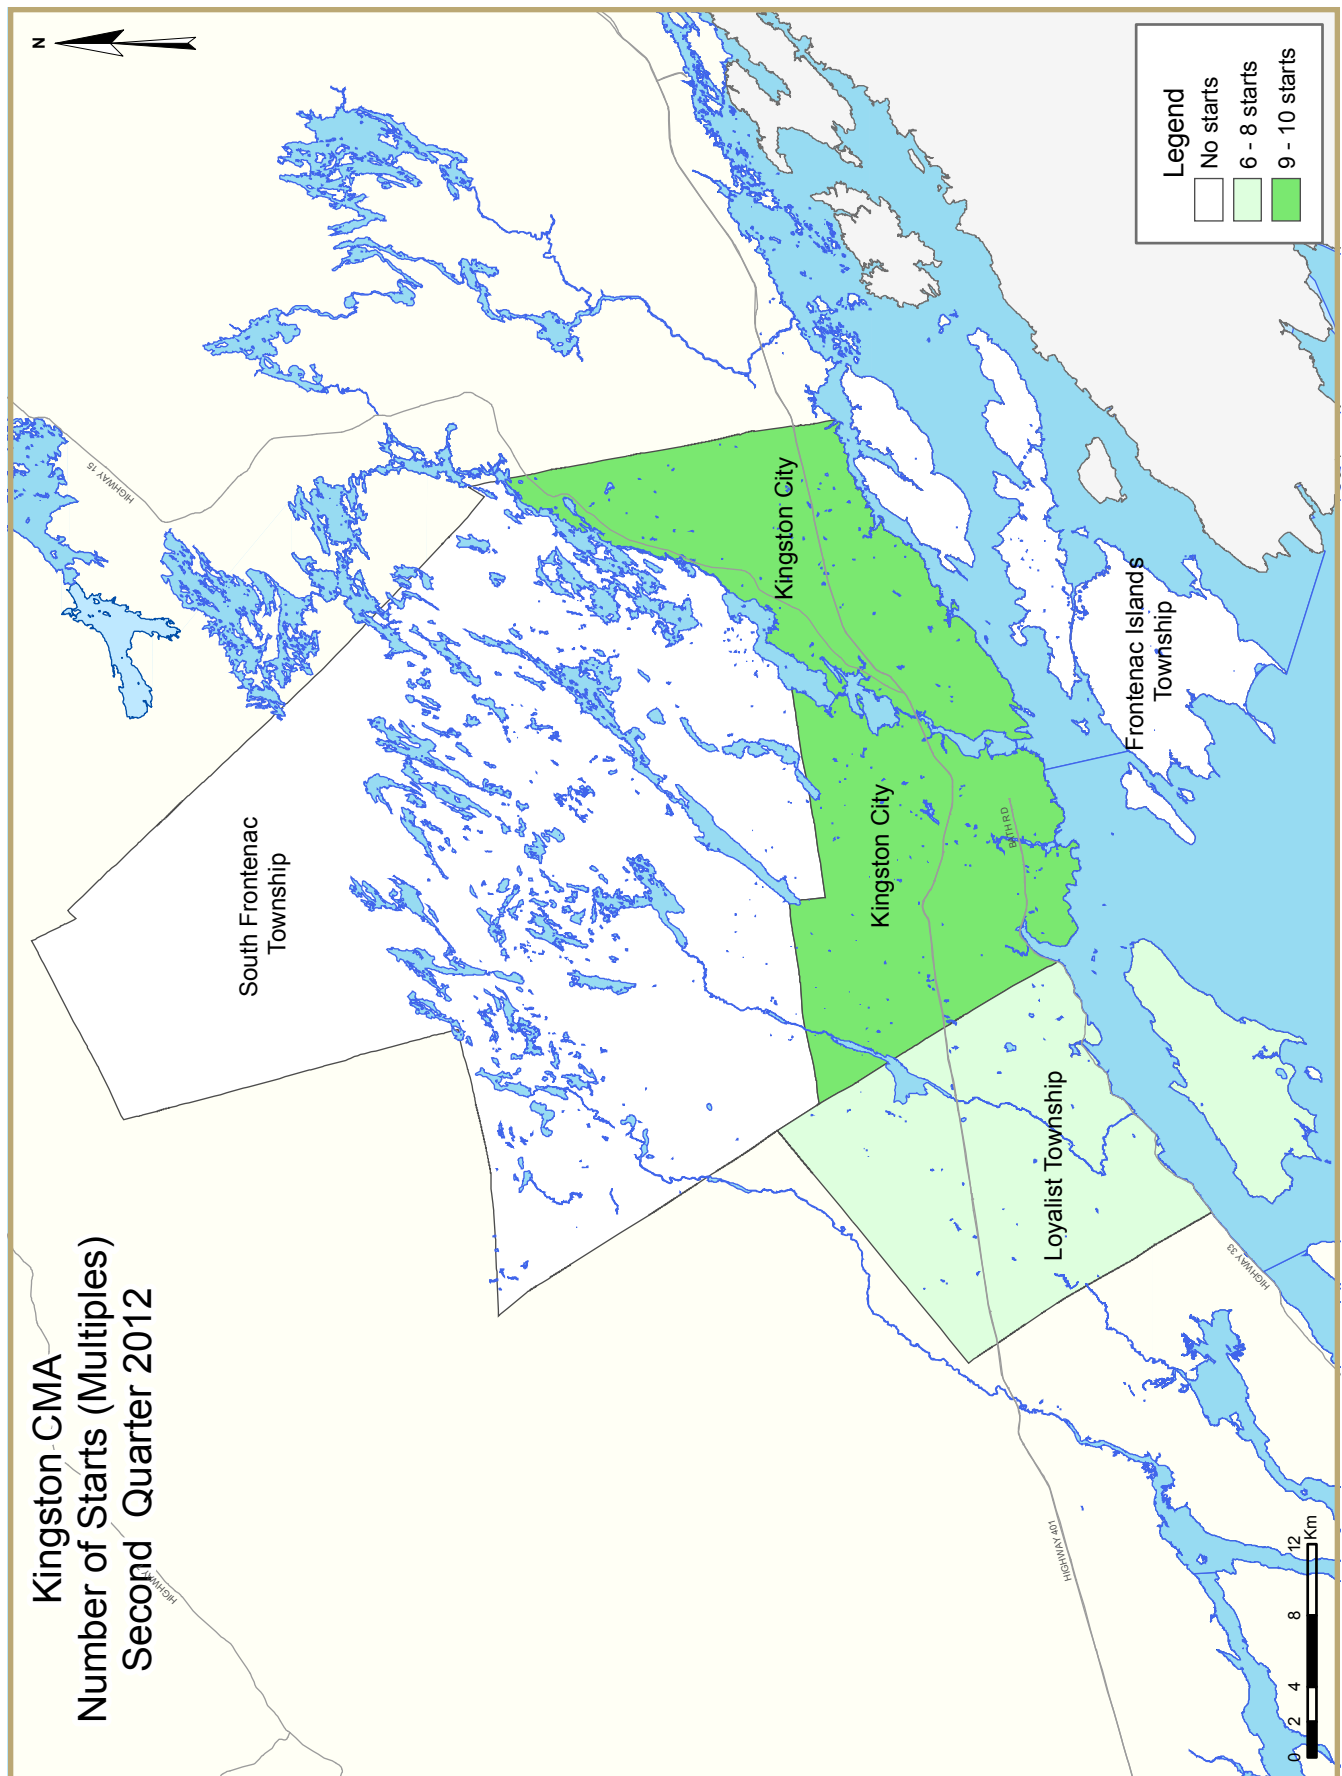 Kingston CMA
Number of Starts (Multiples)
Second Quarter 2012
N
HIGHWAY
HIGHWAY 15
South Frontenac
Township
Kingston City
Kingston City
BATH RD
Frontenac Islands
Township
Loyalist Township
HIGHWAY 33
HIGHWAY 401
0 2 4 8 12
Km
Legend
No starts
6 - 8 starts
9 - 10 starts